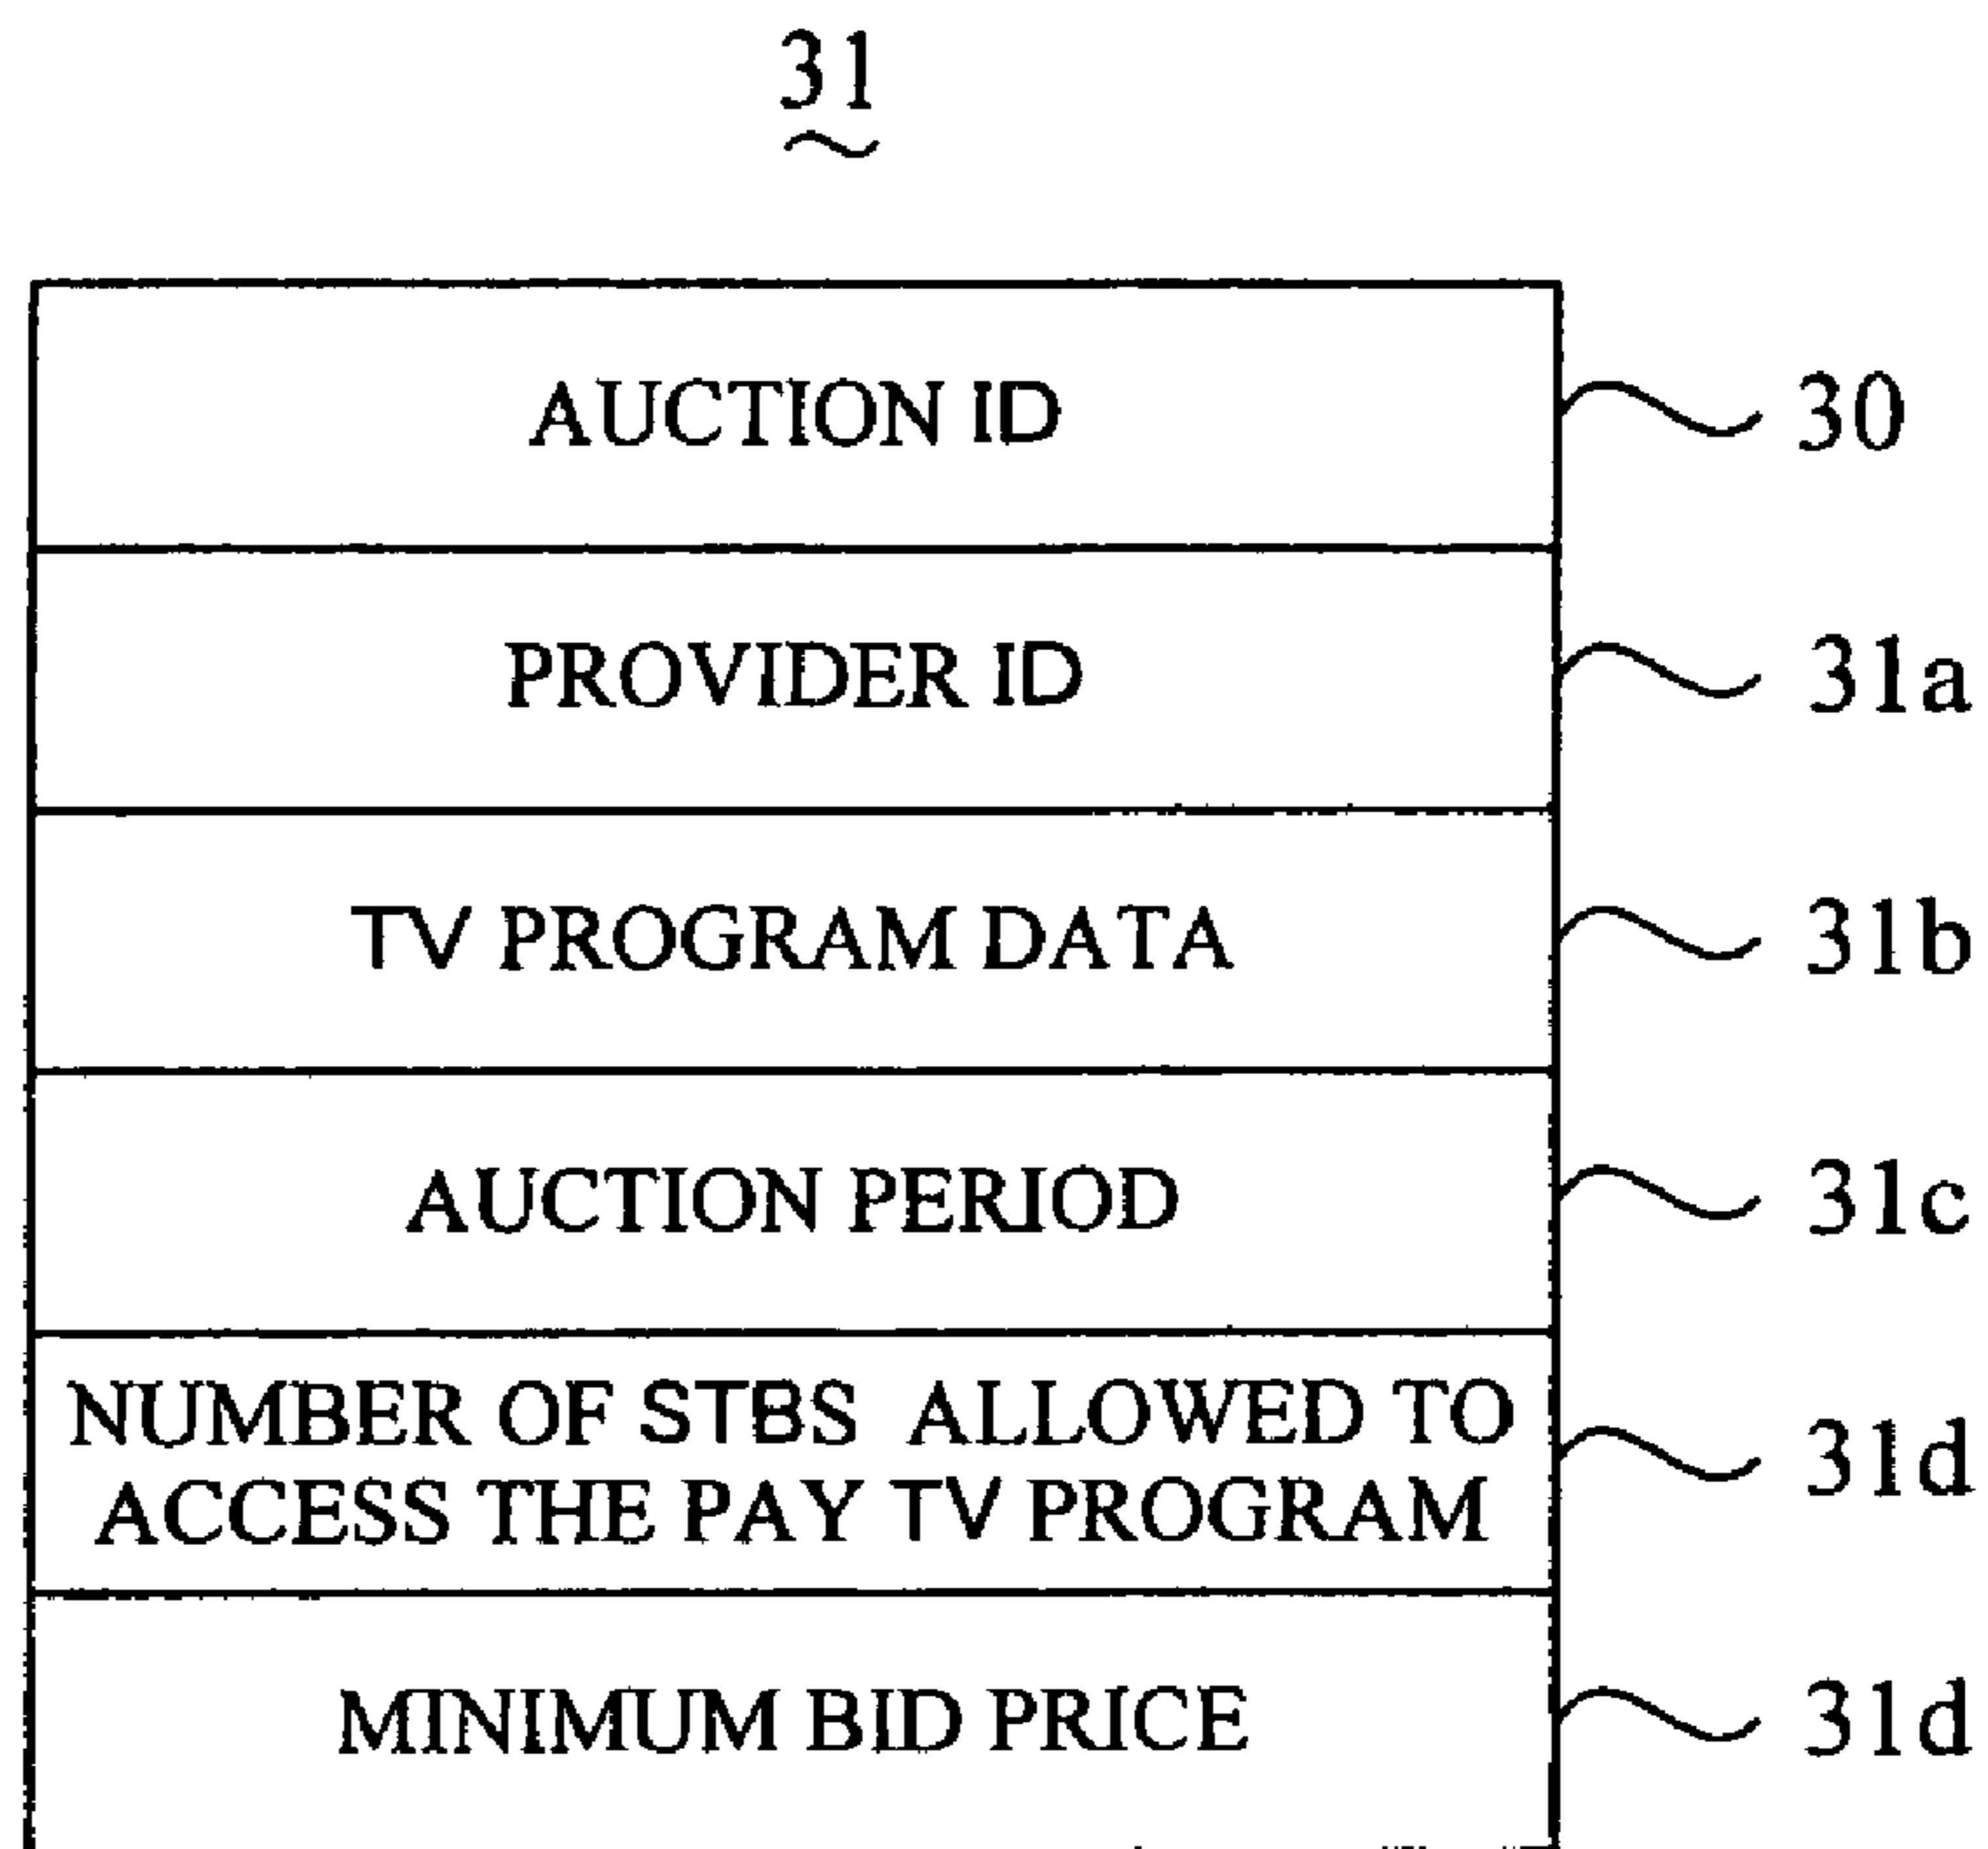 31
AUCTION ID 30
PROVIDER ID 31a
TV PROGRAM DATA 31b
AUCTION PERIOD 31c
NUMBER OF STBS ALLOWED TO
ACCESS THE PAY TV PROGRAM 31d
MINIMUM BID PRICE 31d